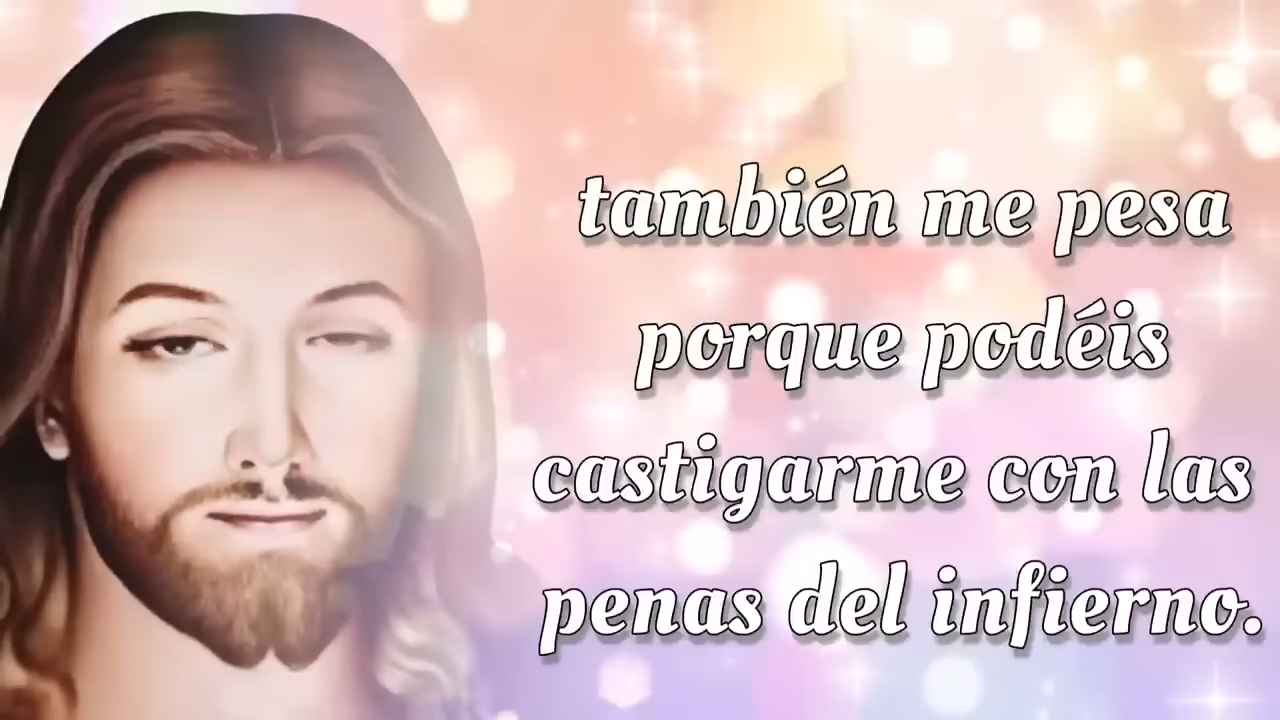 también me pesa
porque podéis
castigarme con las
penas del infierno.